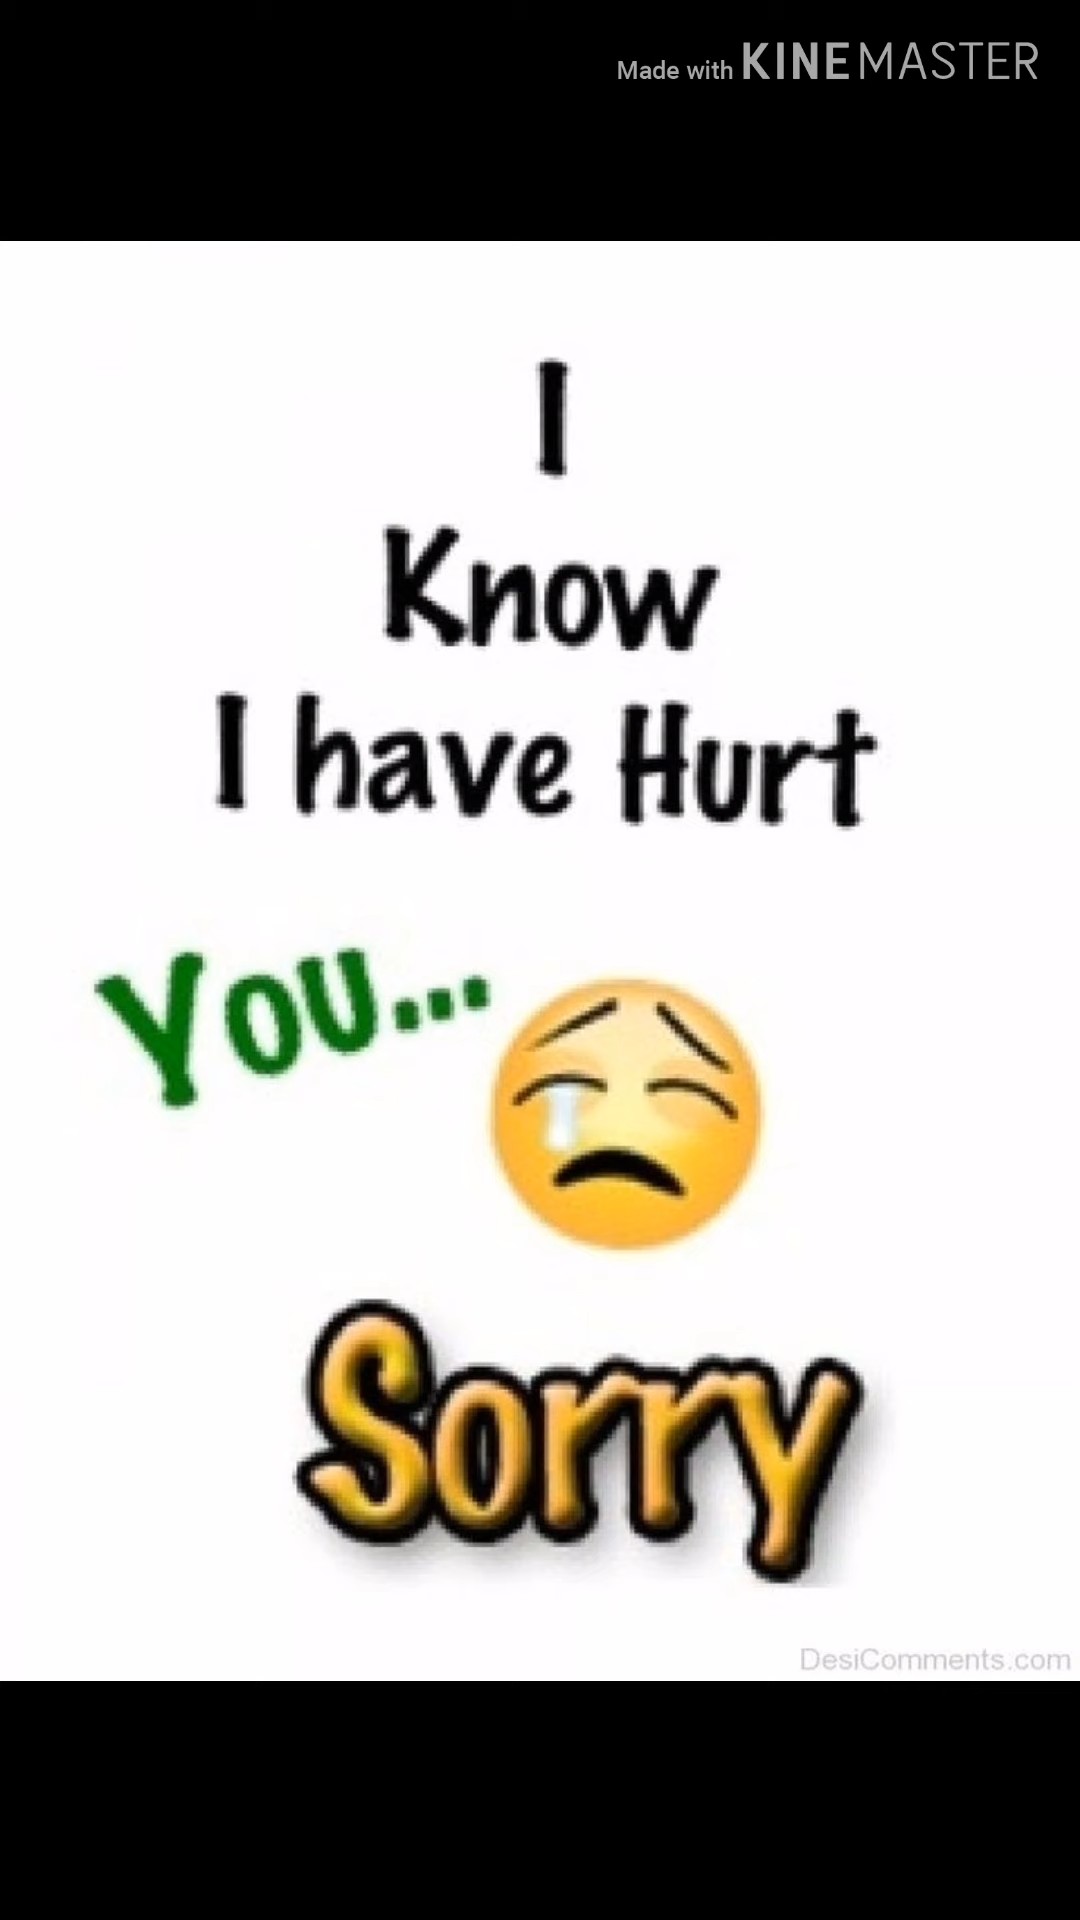 Made with KINEMASTER
I
Know
I have Hurt
You...
Sorry
DesiComments.com